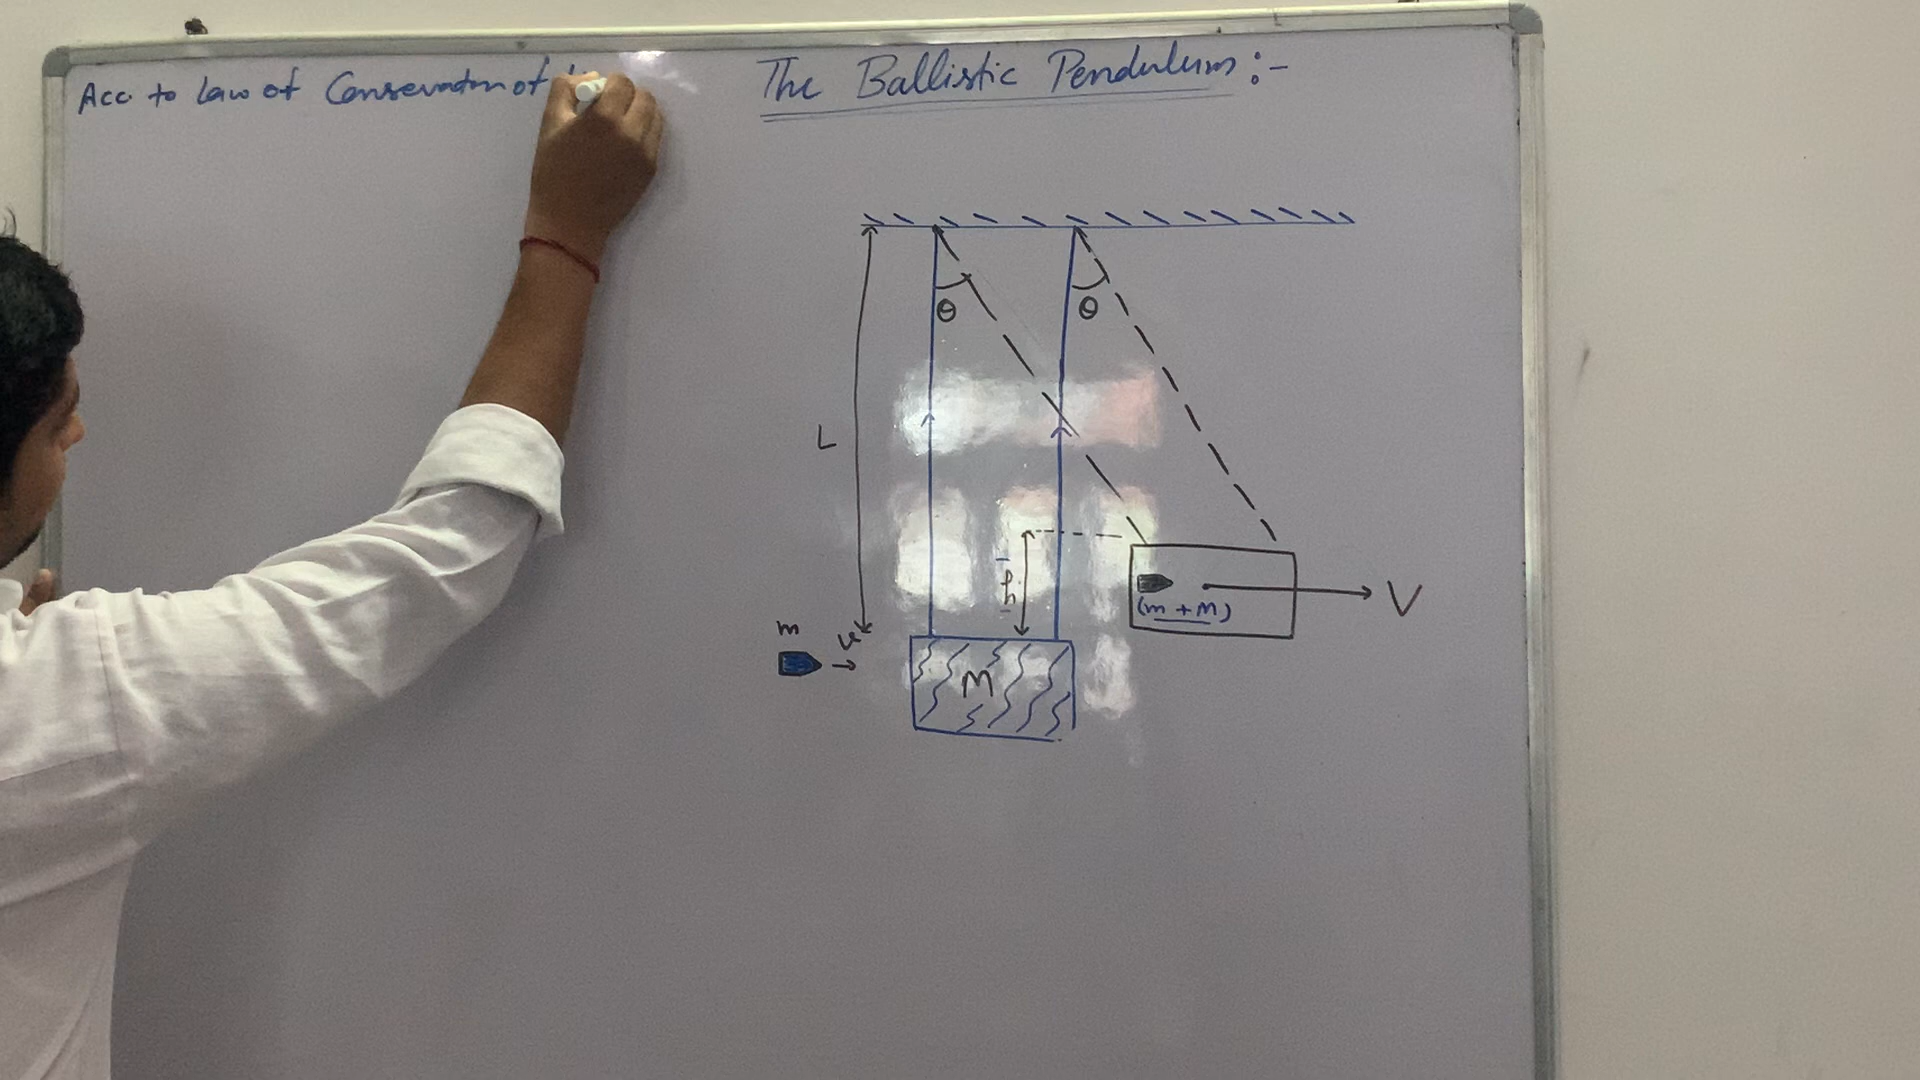 Acc to Law of Conservation of
The Ballistic Pendulum :-
θ
θ
L
h
V
(m + M)
m
u
M